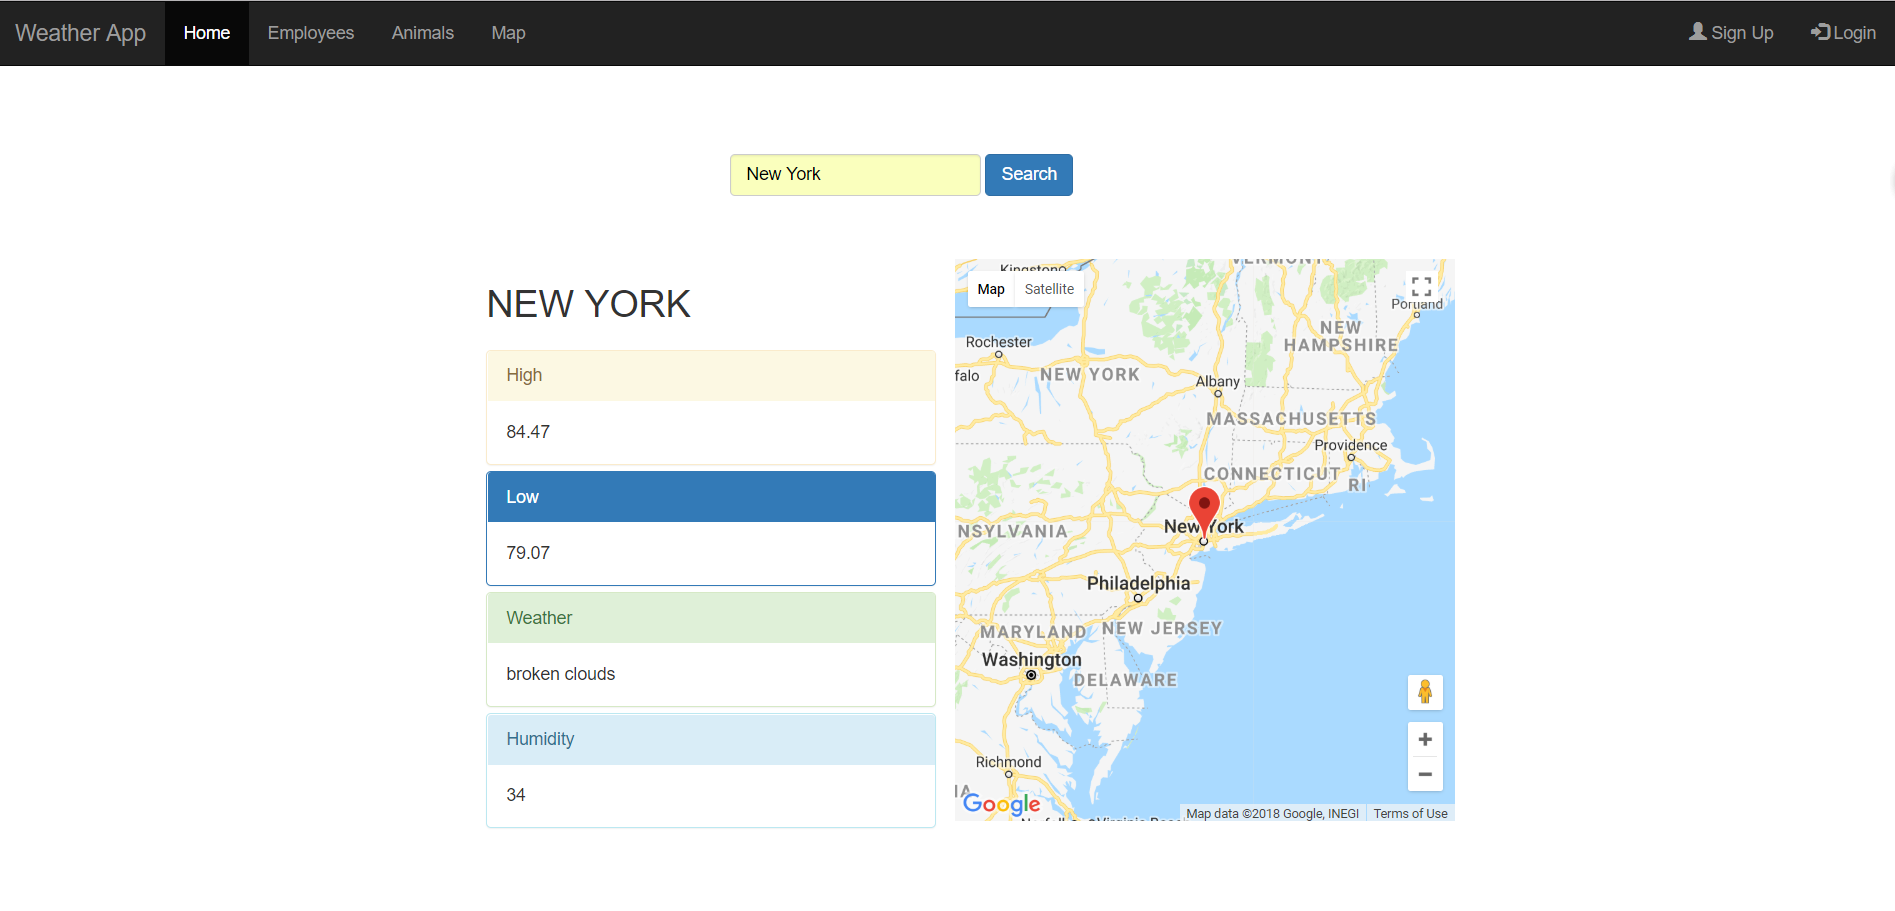 Weather App Home Employees Animals Map Sign Up Login
New York Search
NEW YORK
High
84.47
Low
79.07
Weather
broken clouds
Humidity
34
Kingston
VERMONT
Map Satellite
Portland
NEW
HAMPSHIRE
Rochester
falo
NEW YORK
Albany
MASSACHUSETTS
Providence
CONNECTICUT
RI
New York
NSYLVANIA
Philadelphia
MARYLAND
NEW JERSEY
Washington
DELAWARE
Richmond
IA
Google
Map data ©2018 Google, INEGI Terms of Use